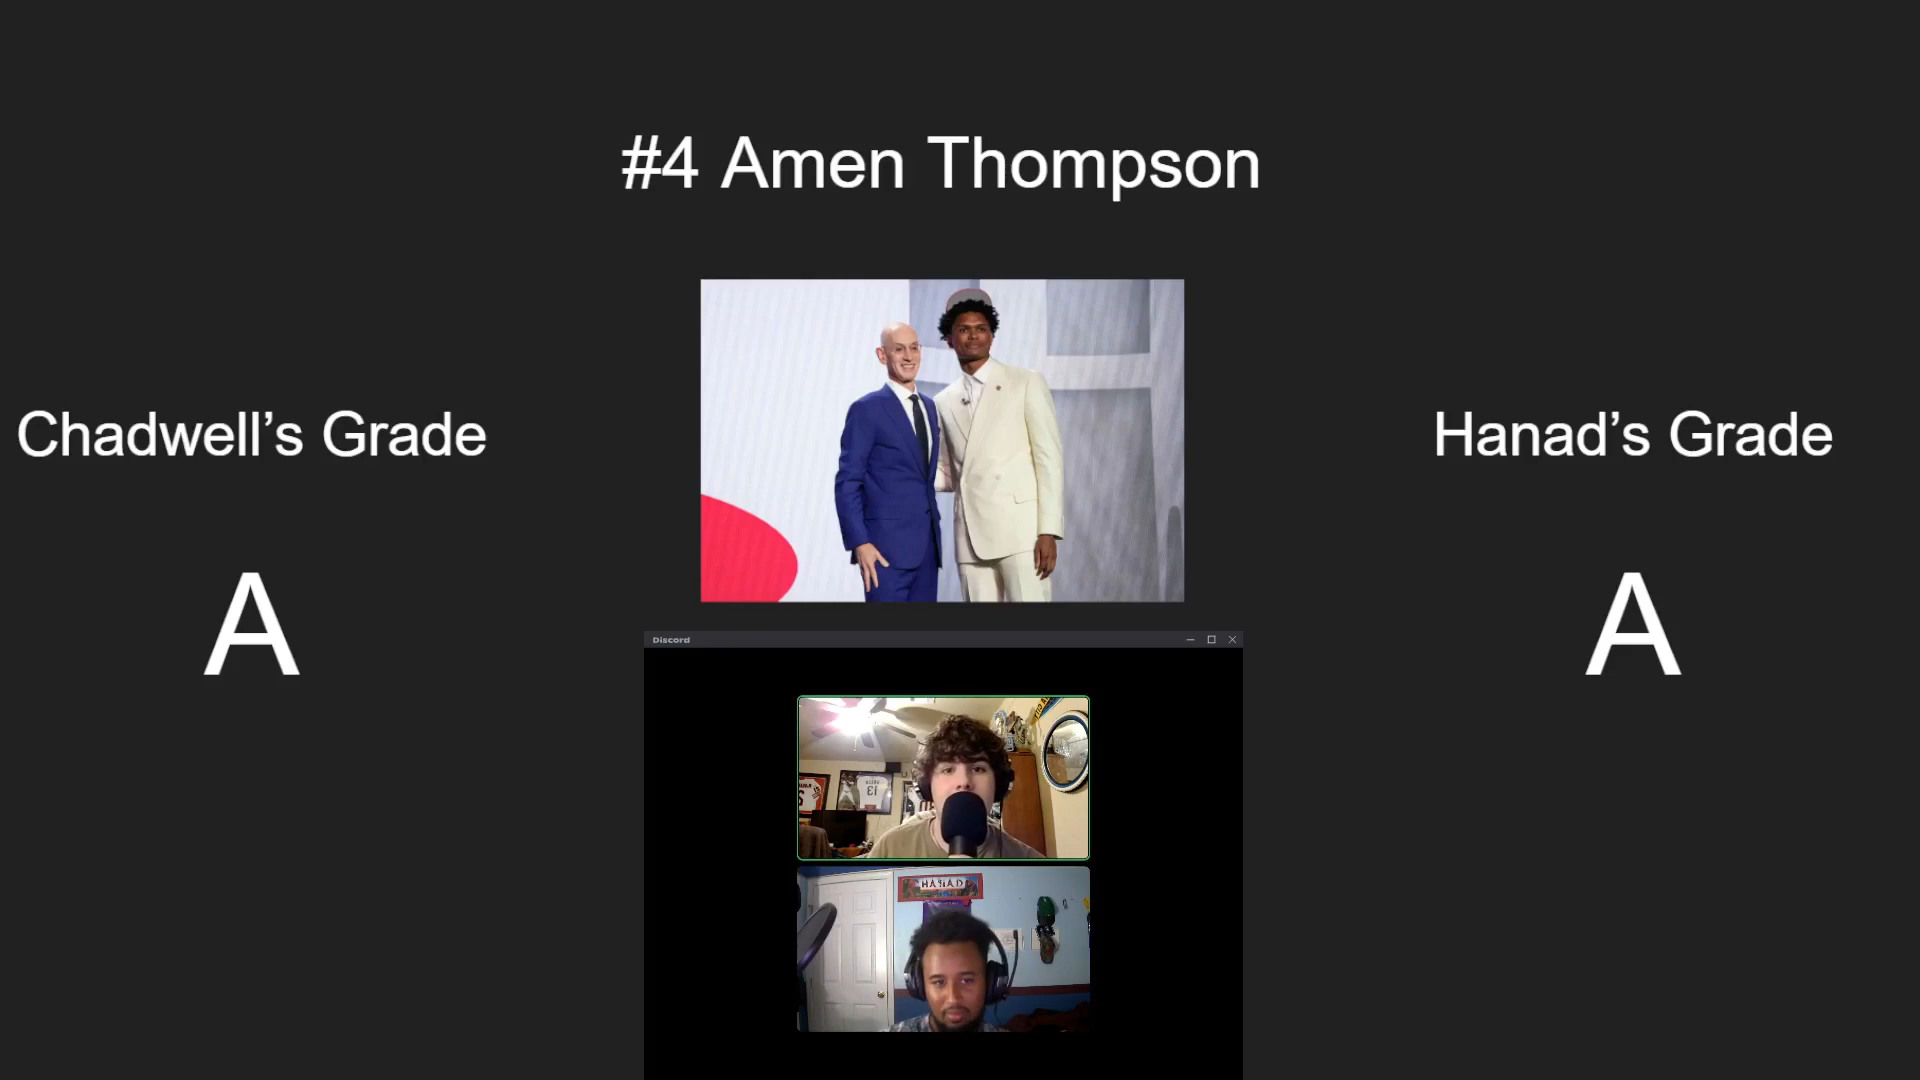 #4 Amen Thompson
Chadwell’s Grade
Hanad’s Grade
A
A
Discord
HANAD